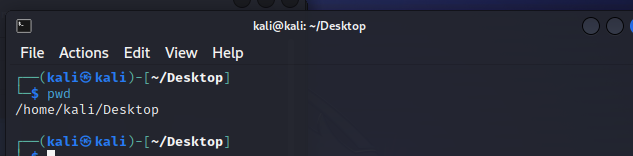 kali@kali: ~/Desktop
File Actions Edit View Help
┌──(kali㉿kali)-[~/Desktop]
└─$ pwd
/home/kali/Desktop
┌──(kali㉿kali)-[~/Desktop]
└─$